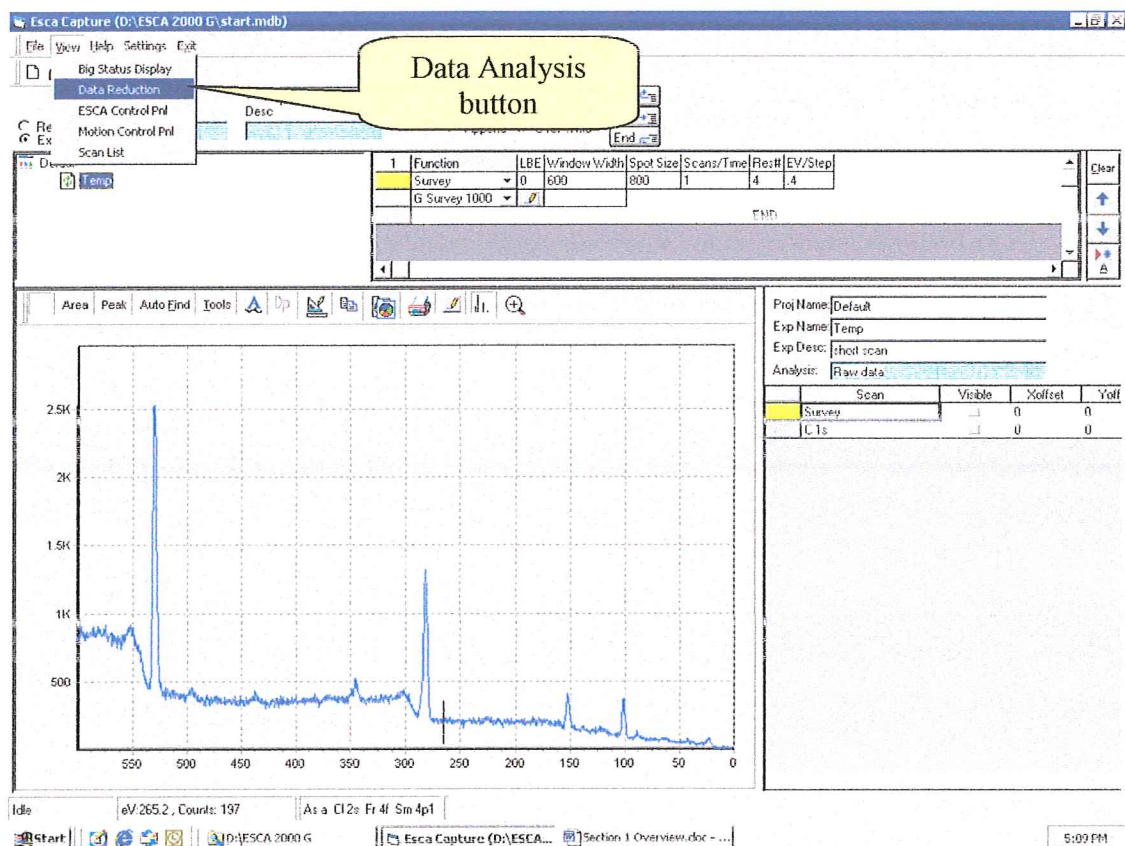 Esca Capture (D:\ESCA 2000 G\start.mdb)
File View Help Settings Exit
Big Status Display
Data Reduction
ESCA Control Pnl
Motion Control Pnl
Scan List
Data Analysis
button
Desc
End
Re
Ex
Temp
1 Function LBE Window Width Spot Size Scans/Time Res# EV/Step
Survey 0 600 800 1 4 .4
G Survey 1000
END
Clear
A
Area Peak Auto Find Tools
Proj Name: Default
Exp Name: Temp
Exp Desc: short scan
Analysis: Raw data
Scan Visible Xoffset Yoff
Survey 0 0
C 1s 0 0
2.5K
2K
1.5K
1K
500
550 500 450 400 350 300 250 200 150 100 50 0
Idle eV:265.2 , Counts: 197 As a Cl 2s Fr 4f Sm 4p1
Start D:\ESCA 2000 G Esca Capture (D:\ESCA... Section 1 Overview.doc - ... 5:09 PM